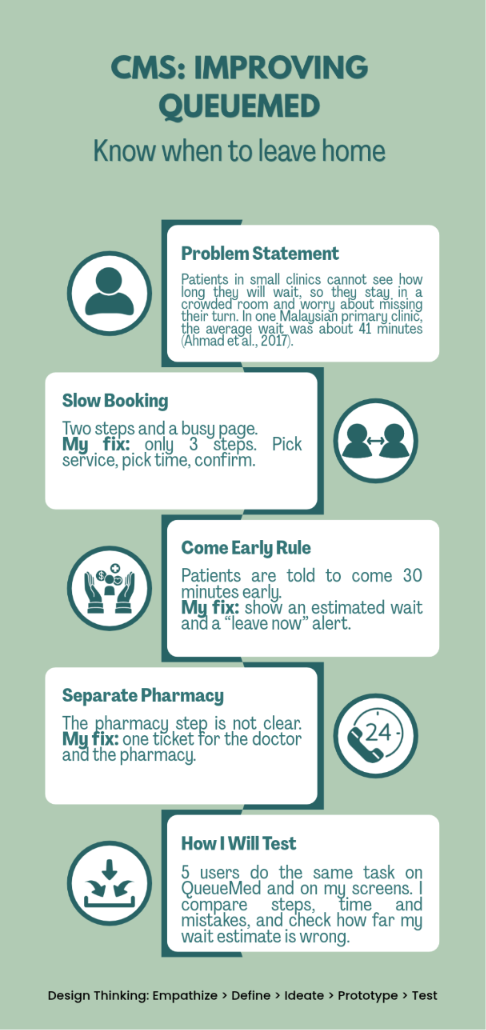 CMS: IMPROVING
QUEUEMED
Know when to leave home
Problem Statement
Patients in small clinics cannot see how
long they will wait, so they stay in a
crowded room and worry about missing
their turn. In one Malaysian primary clinic,
the average wait was about 41 minutes
(Ahmad et al., 2017).
Slow Booking
Two steps and a busy page.
My fix: only 3 steps. Pick
service, pick time, confirm.
Come Early Rule
Patients are told to come 30
minutes early.
My fix: show an estimated wait
and a “leave now” alert.
Separate Pharmacy
The pharmacy step is not clear.
My fix: one ticket for the doctor
and the pharmacy.
24
How I Will Test
5 users do the same task on
QueueMed and on my screens. I
compare steps, time and
mistakes, and check how far my
wait estimate is wrong.
Design Thinking: Empathize > Define > Ideate > Prototype > Test